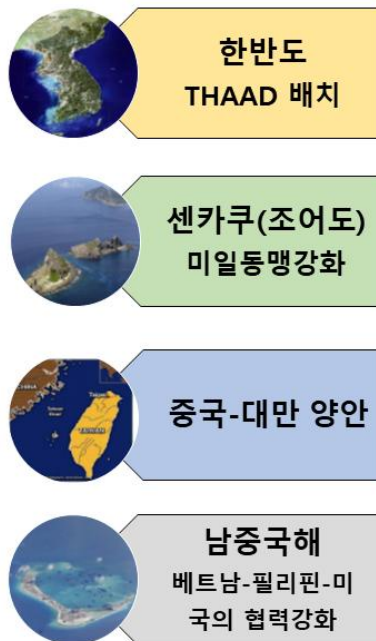 한반도
THAAD 배치
센카쿠(조어도)
미일동맹강화
중국-대만 양안
TAIWAN
남중국해
베트남-필리핀-미
국의 협력강화